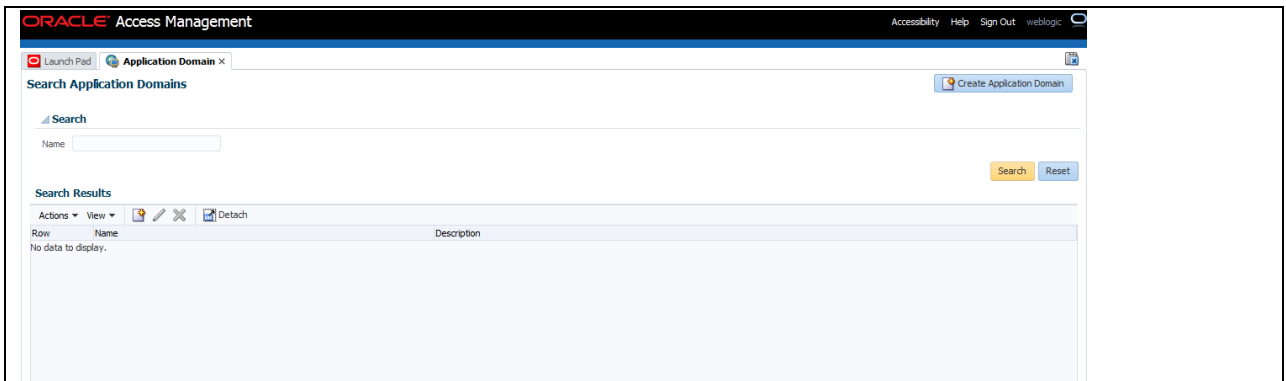 ORACLE Access Management
Accessibility Help Sign Out weblogic
Launch Pad Application Domain ×
Search Application Domains
Create Application Domain
Search
Name
Search Reset
Search Results
Actions View Detach
Row Name Description
No data to display.